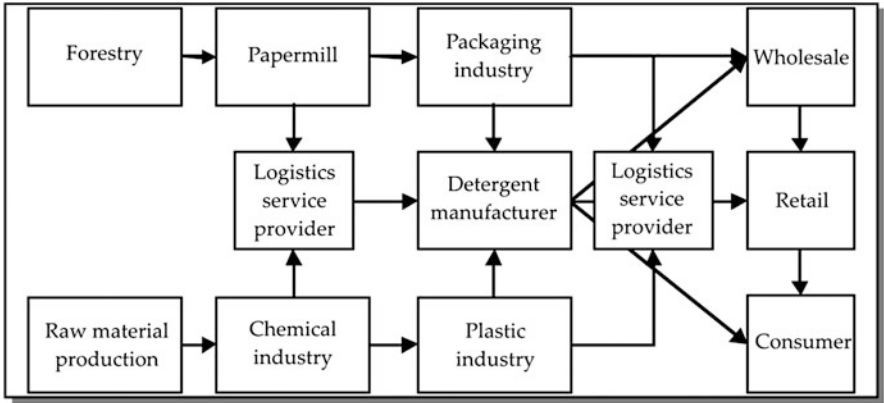 Forestry
Papermill
Packaging
industry
Wholesale
Logistics
service
provider
Detergent
manufacturer
Logistics
service
provider
Retail
Raw material
production
Chemical
industry
Plastic
industry
Consumer